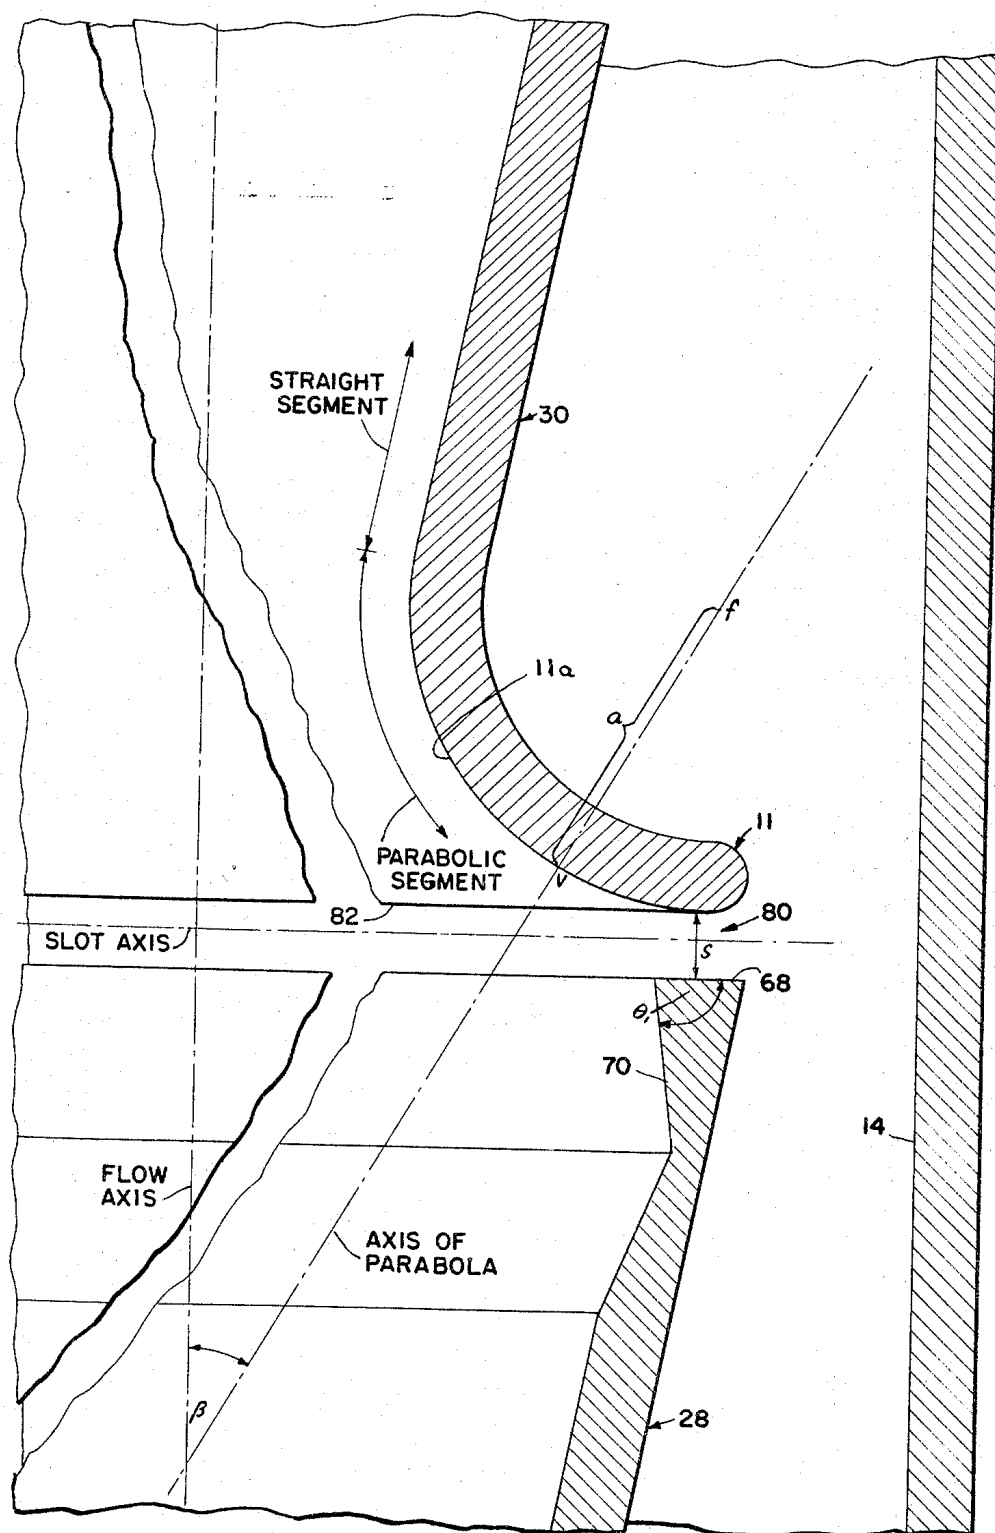 STRAIGHT
SEGMENT
30
f
a
11a
11
PARABOLIC
SEGMENT
V
82
80
SLOT AXIS
S
68
θ₁
70
14
FLOW
AXIS
AXIS OF
PARABOLA
β
28